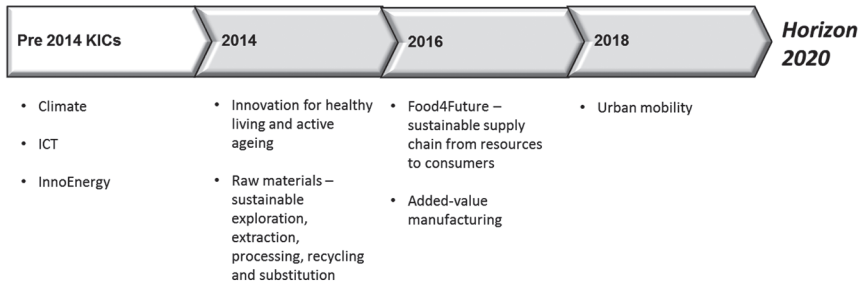 Pre 2014 KICs
2014
2016
2018
Horizon
2020
• Climate
• ICT
• InnoEnergy
• Innovation for healthy
living and active
ageing
• Raw materials –
sustainable
exploration,
extraction,
processing, recycling
and substitution
• Food4Future –
sustainable supply
chain from resources
to consumers
• Added-value
manufacturing
• Urban mobility